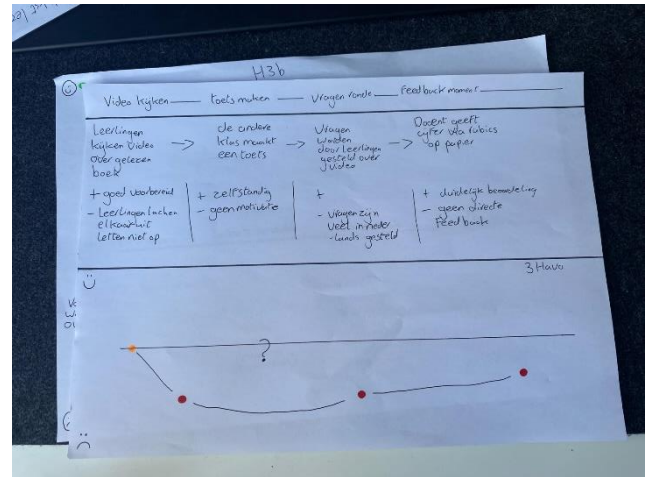 H3b
Video kijken — toets maken — Vragen ronde — Feedback moment
Leerlingen
kijken video
over gelezen
boek
de andere
klas maakt
een toets
Vragen
worden
door leerlingen
gesteld over
video
Docent geeft
cijfer via rubics
op papier
+ goed voorbereid
- Leerlingen lachen
elkaar uit
letten niet op
+ zelfstandig
- geen motivatie
+
- Vragen zijn
veel in neder
-lands gesteld
+ duidelijk beoordeling
- geen directe
feedback
3 Havo
?